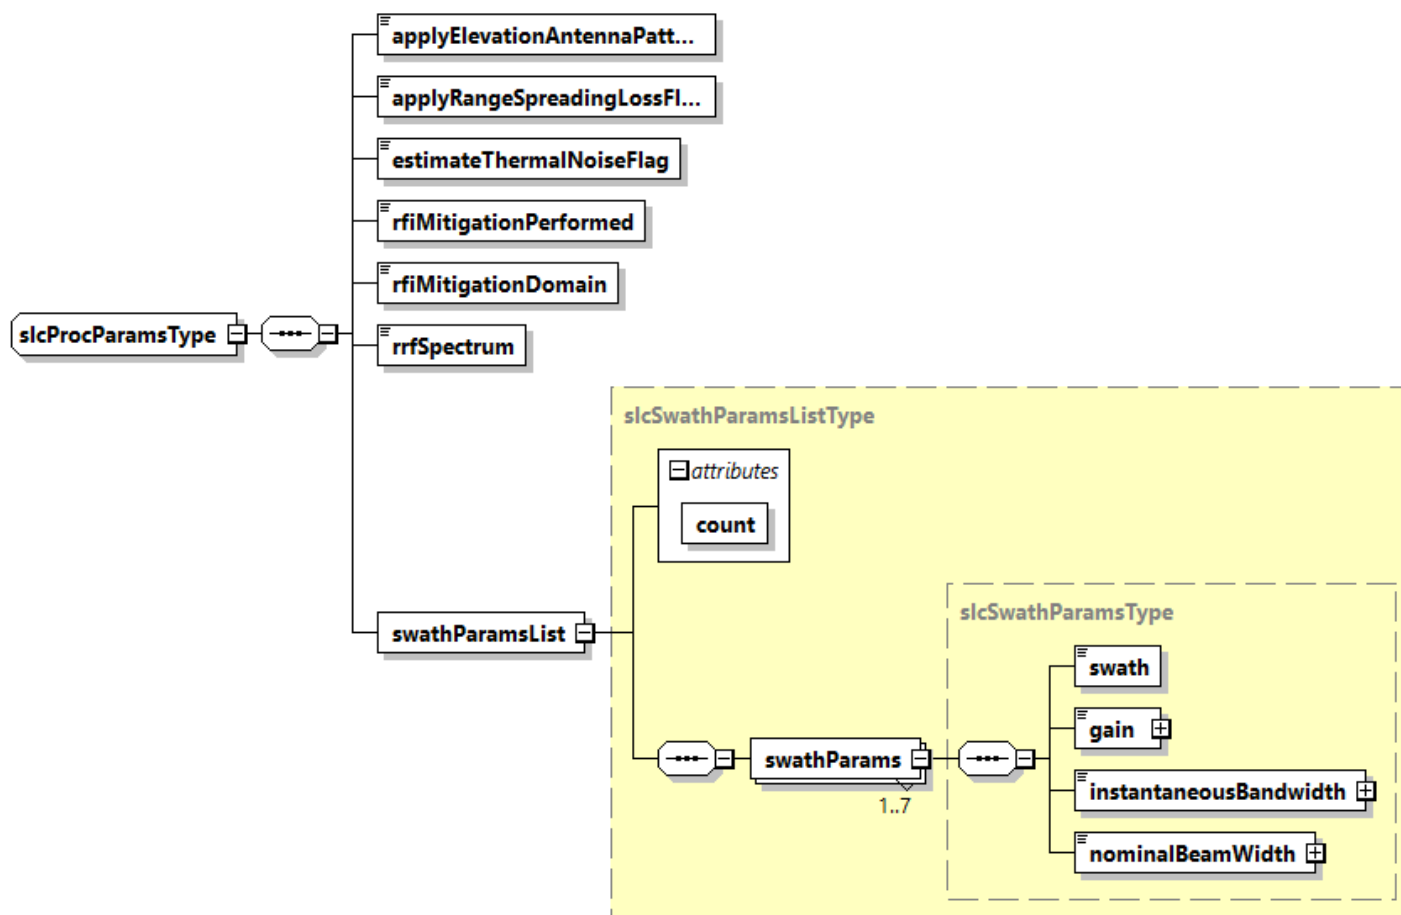 applyElevationAntennaPatt...
applyRangeSpreadingLossFl...
estimateThermalNoiseFlag
rfiMitigationPerformed
rfiMitigationDomain
slcProcParamsType
rrfSpectrum
slcSwathParamsListType
attributes
count
swathParamsList
slcSwathParamsType
swath
gain
swathParams
instantaneousBandwidth
1..7
nominalBeamWidth